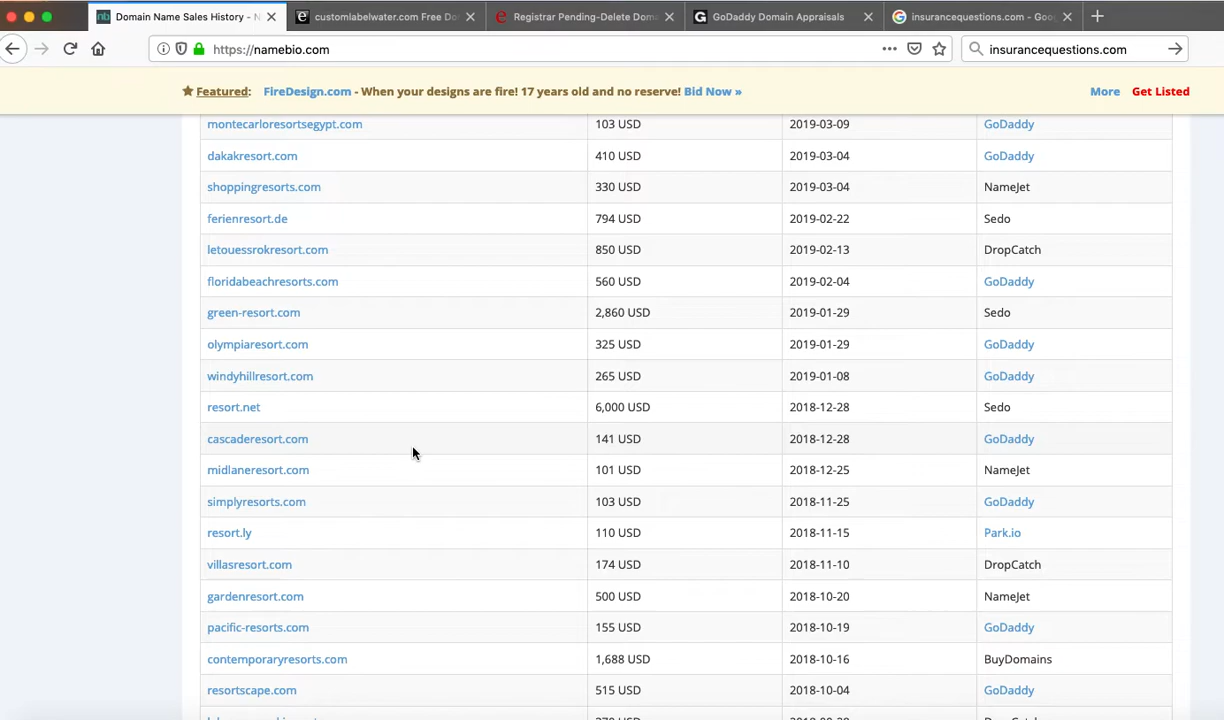 Domain Name Sales History -
customlabelwater.com Free Do
Registrar Pending-Delete Doma
GoDaddy Domain Appraisals
insurancequestions.com - Goo
https://namebio.com
insurancequestions.com
Featured: FireDesign.com - When your designs are fire! 17 years old and no reserve! Bid Now »
More Get Listed
montecarloresortsegypt.com 103 USD 2019-03-09 GoDaddy
dakakresort.com 410 USD 2019-03-04 GoDaddy
shoppingresorts.com 330 USD 2019-03-04 NameJet
ferienresort.de 794 USD 2019-02-22 Sedo
letouessrokresort.com 850 USD 2019-02-13 DropCatch
floridabeachresorts.com 560 USD 2019-02-04 GoDaddy
green-resort.com 2,860 USD 2019-01-29 Sedo
olympiaresort.com 325 USD 2019-01-29 GoDaddy
windyhillresort.com 265 USD 2019-01-08 GoDaddy
resort.net 6,000 USD 2018-12-28 Sedo
cascaderesort.com 141 USD 2018-12-28 GoDaddy
midlaneresort.com 101 USD 2018-12-25 NameJet
simplyresorts.com 103 USD 2018-11-25 GoDaddy
resort.ly 110 USD 2018-11-15 Park.io
villasresort.com 174 USD 2018-11-10 DropCatch
gardenresort.com 500 USD 2018-10-20 NameJet
pacific-resorts.com 155 USD 2018-10-19 GoDaddy
contemporaryresorts.com 1,688 USD 2018-10-16 BuyDomains
resortscape.com 515 USD 2018-10-04 GoDaddy